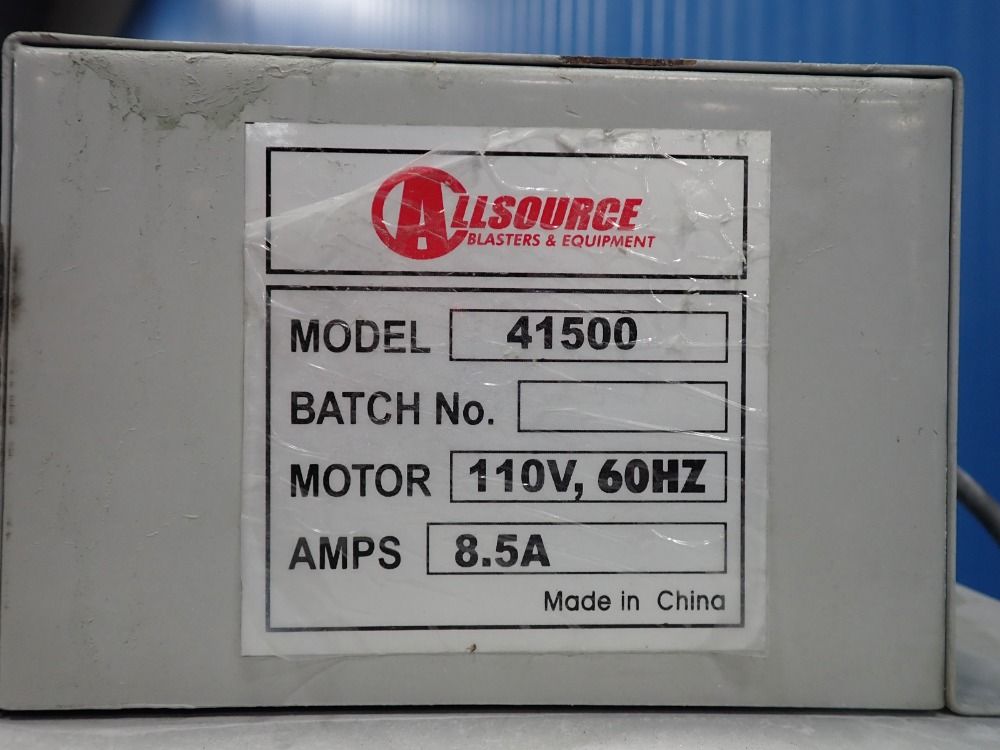 ALLSOURCE
BLASTERS & EQUIPMENT
MODEL 41500
BATCH No.
MOTOR 110V, 60HZ
AMPS 8.5A
Made in China